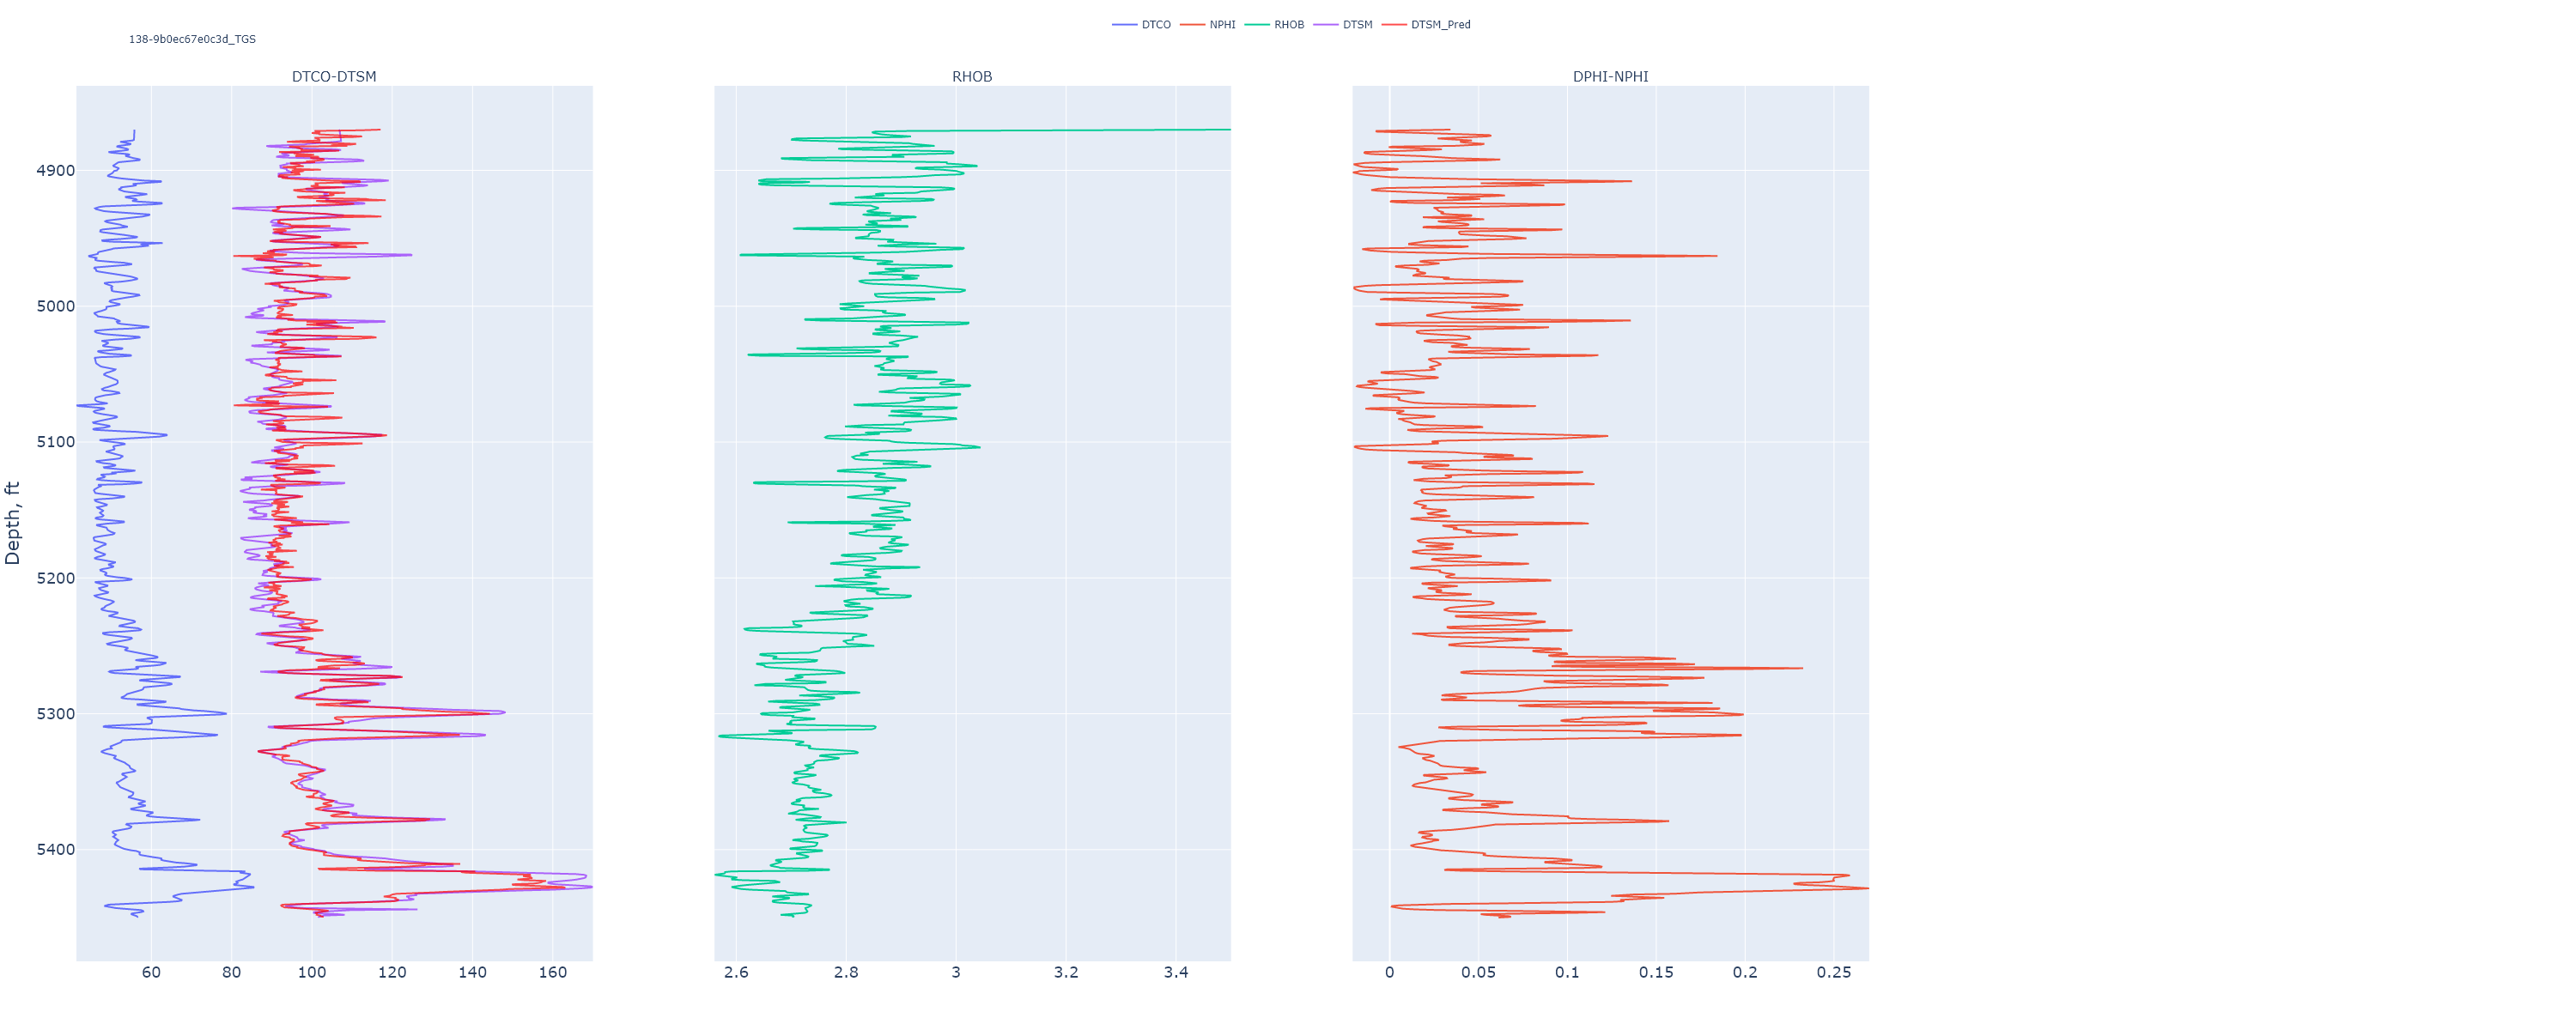 DTCO NPHI RHOB DTSM DTSM_Pred
138-9b0ec67e0c3d_TGS
DTCO-DTSM RHOB DPHI-NPHI
Depth, ft
4900
5000
5100
5200
5300
5400
60 80 100 120 140 160
2.6 2.8 3 3.2 3.4
0 0.05 0.1 0.15 0.2 0.25